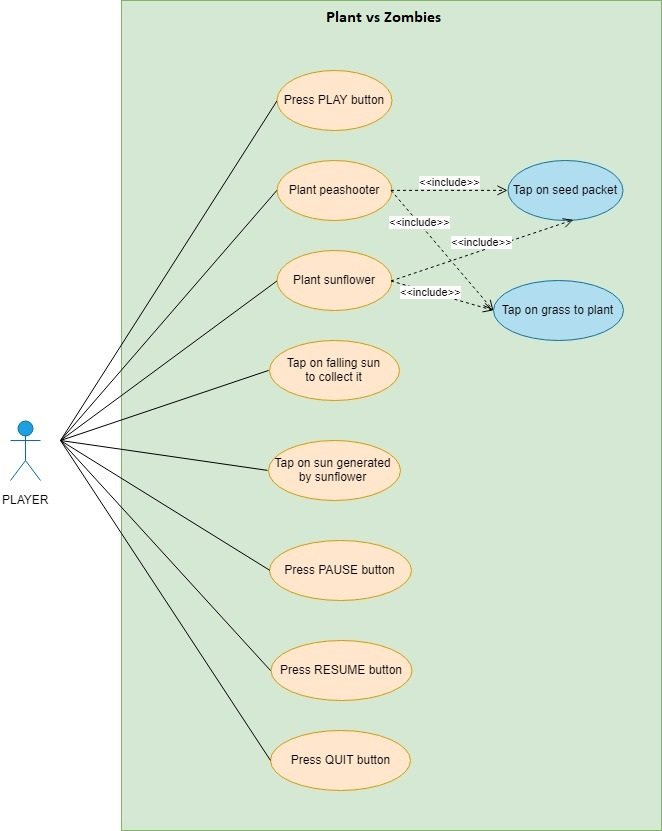 Plant vs Zombies
Press PLAY button
Plant peashooter
<<include>>
Tap on seed packet
<<include>>
<<include>>
Plant sunflower
<<include>>
Tap on grass to plant
Tap on falling sun
to collect it
PLAYER
Tap on sun generated
by sunflower
Press PAUSE button
Press RESUME button
Press QUIT button